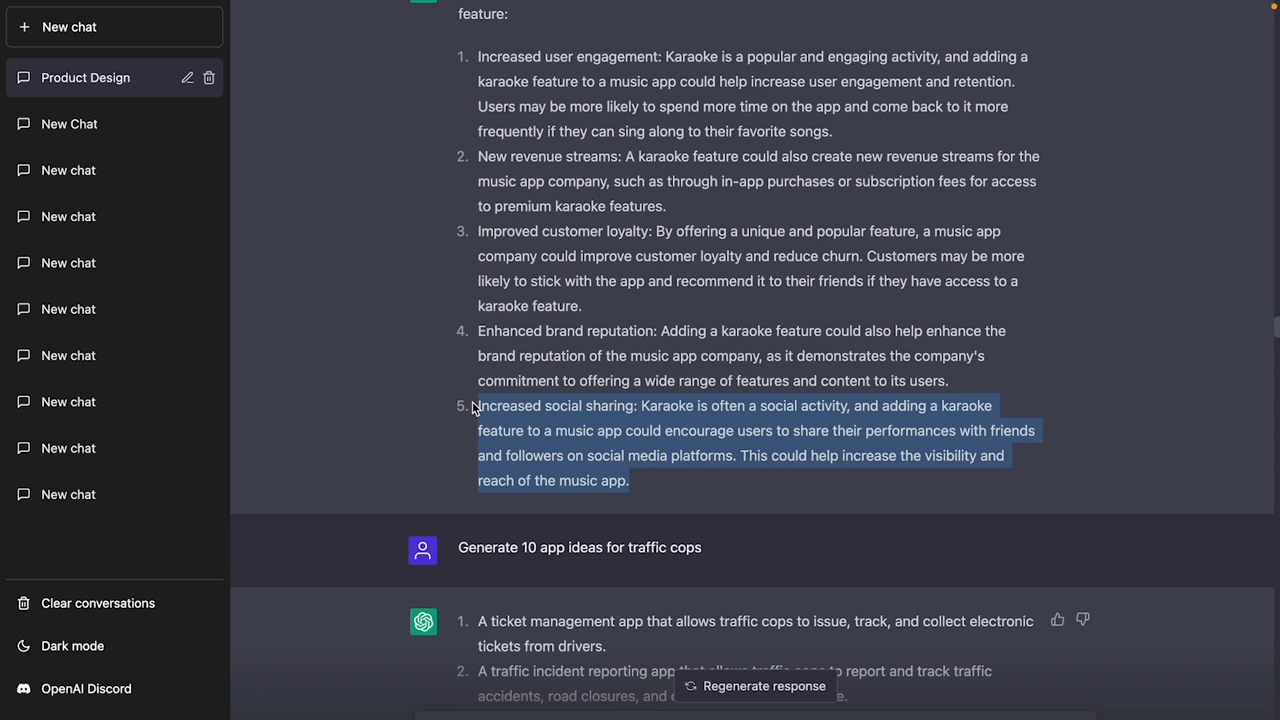 New chat
Product Design
New Chat
New chat
New chat
New chat
New chat
New chat
New chat
New chat
New chat
Clear conversations
Dark mode
OpenAI Discord
feature:
1. Increased user engagement: Karaoke is a popular and engaging activity, and adding a
karaoke feature to a music app could help increase user engagement and retention.
Users may be more likely to spend more time on the app and come back to it more
frequently if they can sing along to their favorite songs.
2. New revenue streams: A karaoke feature could also create new revenue streams for the
music app company, such as through in-app purchases or subscription fees for access
to premium karaoke features.
3. Improved customer loyalty: By offering a unique and popular feature, a music app
company could improve customer loyalty and reduce churn. Customers may be more
likely to stick with the app and recommend it to their friends if they have access to a
karaoke feature.
4. Enhanced brand reputation: Adding a karaoke feature could also help enhance the
brand reputation of the music app company, as it demonstrates the company's
commitment to offering a wide range of features and content to its users.
5. Increased social sharing: Karaoke is often a social activity, and adding a karaoke
feature to a music app could encourage users to share their performances with friends
and followers on social media platforms. This could help increase the visibility and
reach of the music app.
Generate 10 app ideas for traffic cops
1. A ticket management app that allows traffic cops to issue, track, and collect electronic
tickets from drivers.
2. A traffic incident reporting app that allows traffic cops to report and track traffic
accidents, road closures, and
Regenerate response